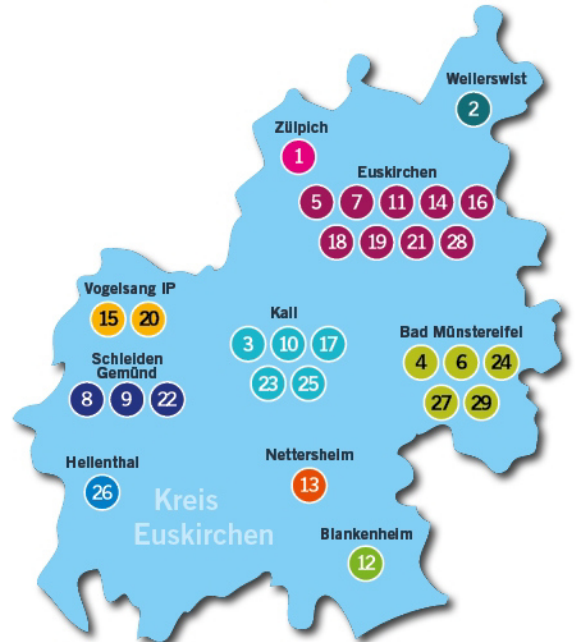 Weilerswist
2
Zülpich
1
Euskirchen
5 7 11 14 16
18 19 21 28
Vogelsang IP
15 20
Kall
3 10 17
23 25
Bad Münstereifel
4 6 24
27 29
Schleiden
Gemünd
8 9 22
Hellenthal
26
Nettersheim
13
Kreis
Euskirchen
Blankenheim
12